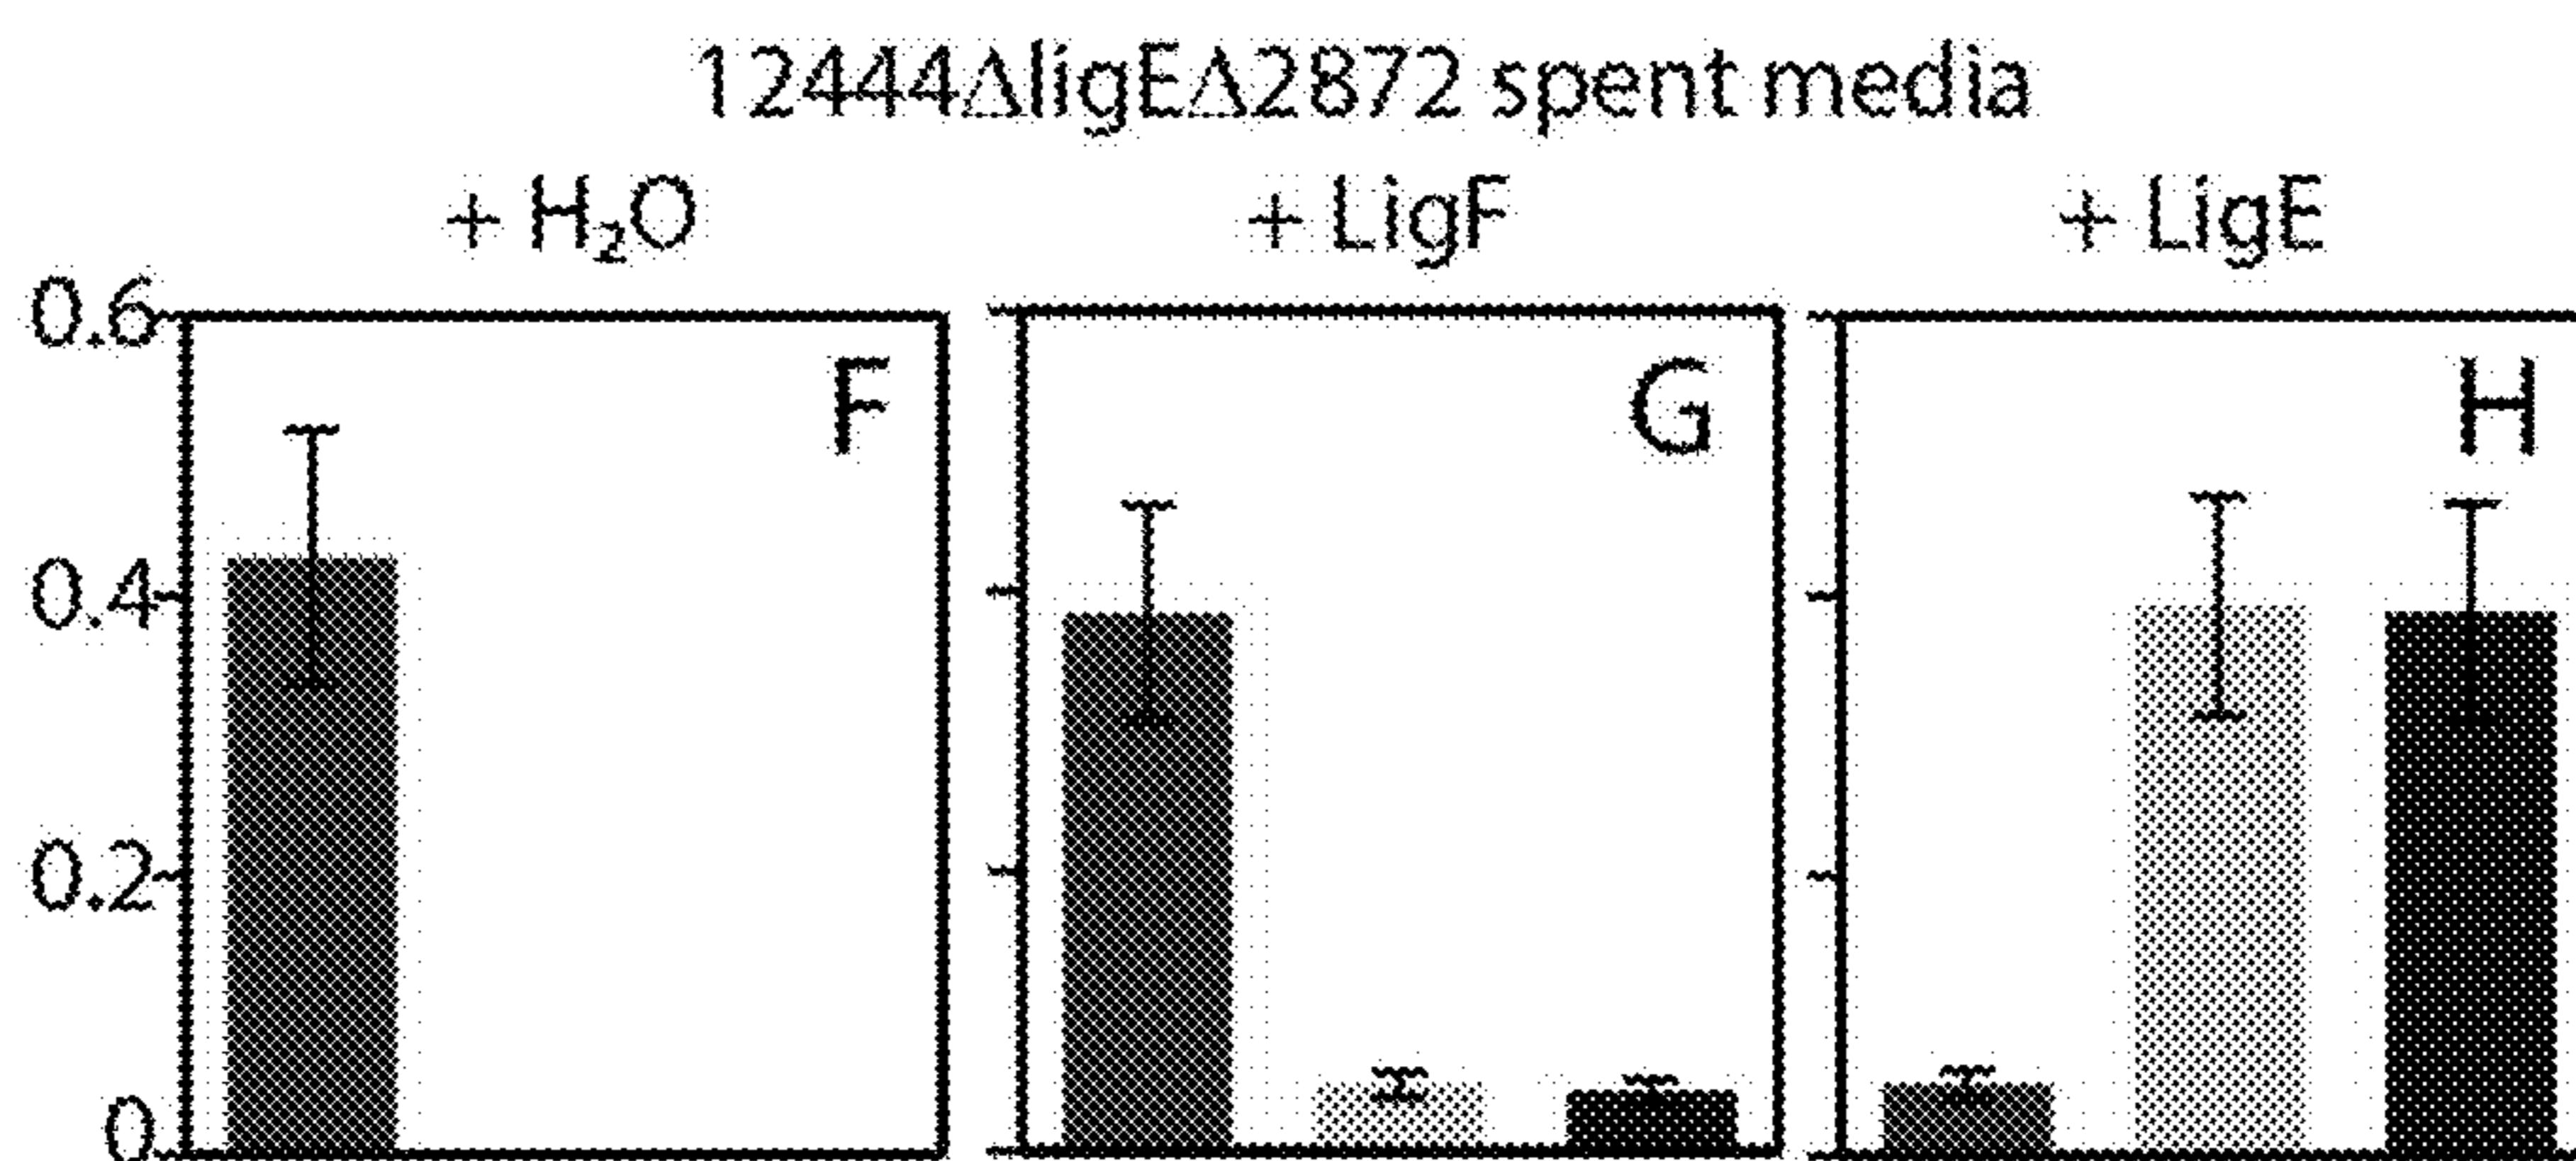 12444ΔligEΔ2872 spent media
+ H₂O + LigF + LigE
0.6
F G H
0.4
0.2
0